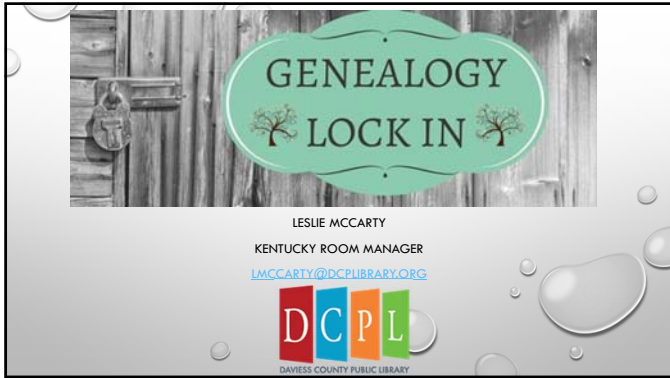 GENEALOGY
LOCK IN
LESLIE MCCARTY
KENTUCKY ROOM MANAGER
LMCCARTY@DCPLIBRARY.ORG
DCPL
DAVIESS COUNTY PUBLIC LIBRARY